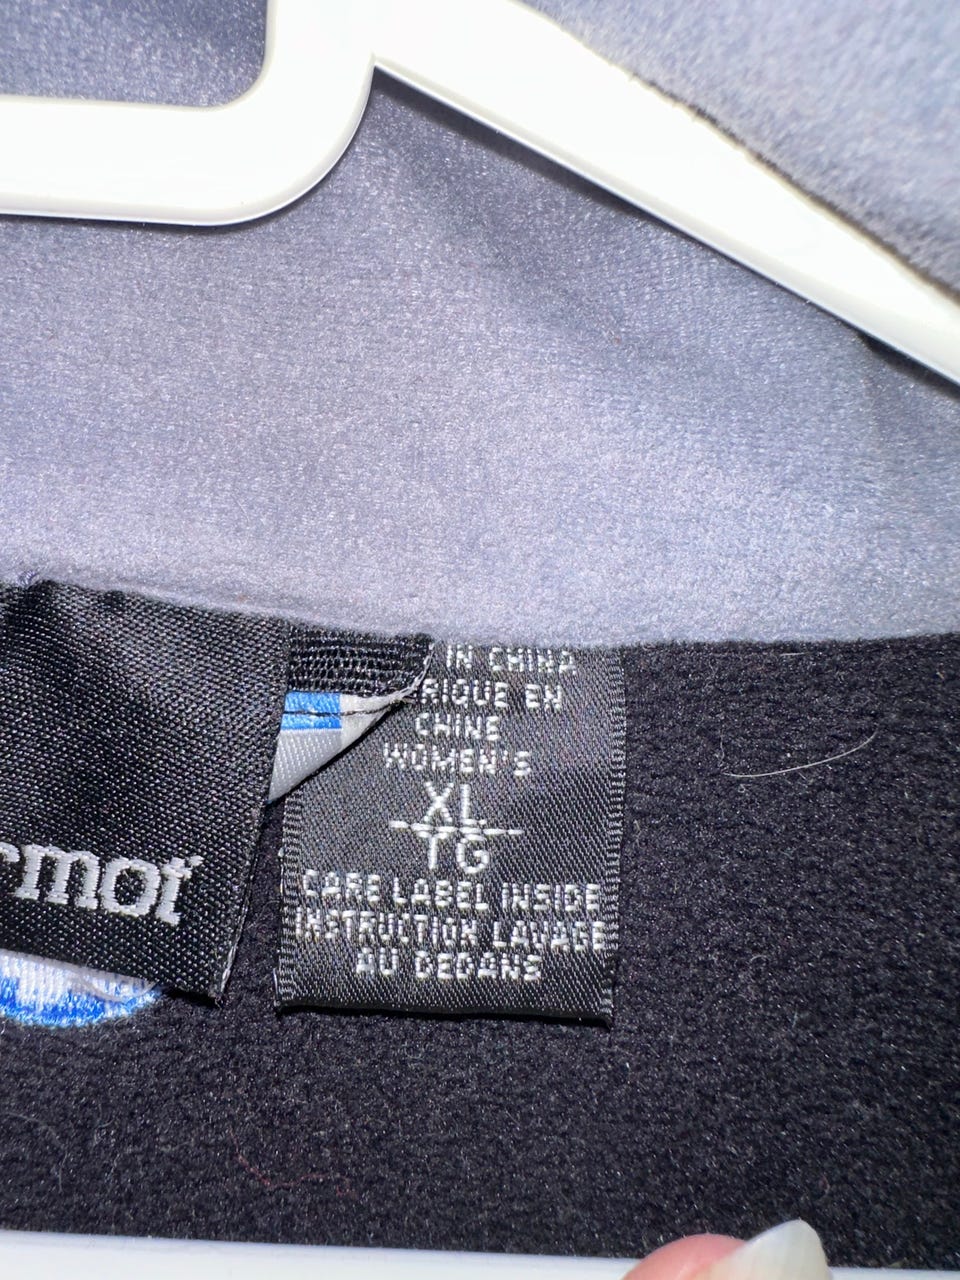 rmot
IN CHINA
RIQUE EN
CHINE
WOMEN'S
XL
TG
CARE LABEL INSIDE
INSTRUCTION LAVAGE
AU DEDANS